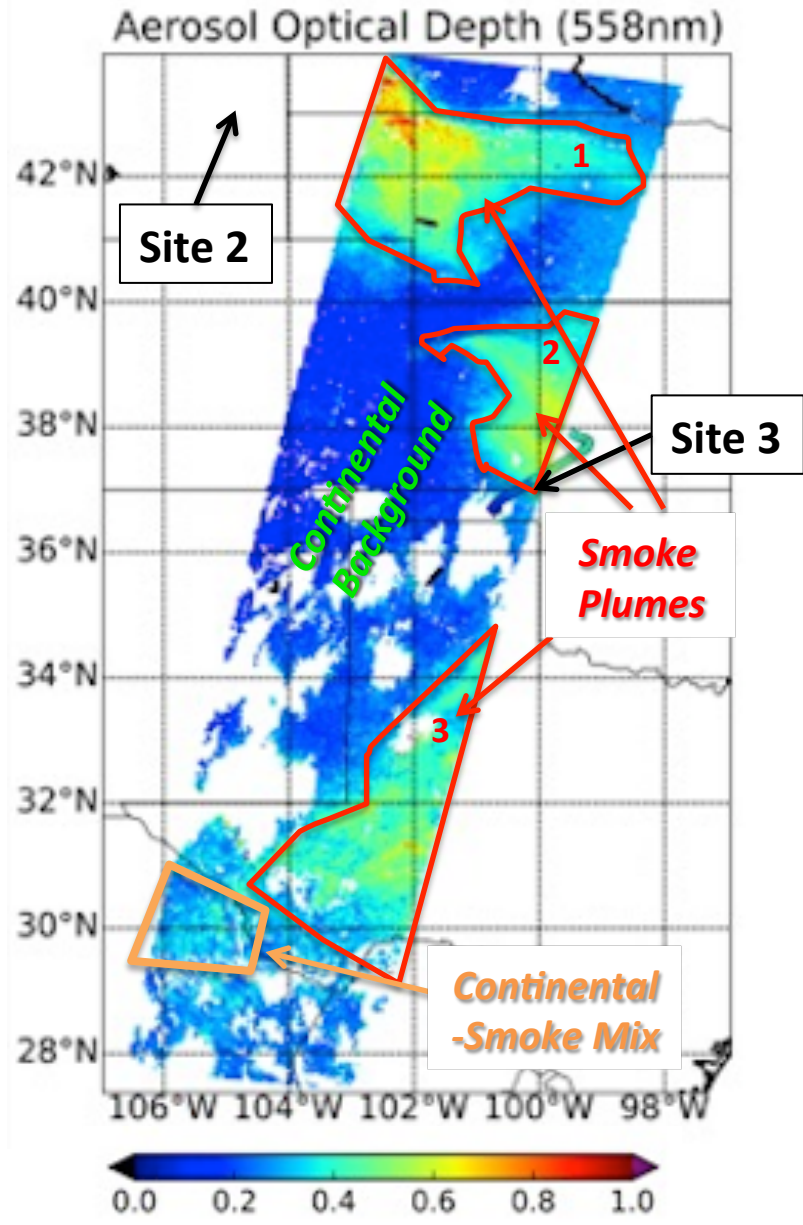 Aerosol Optical Depth (558nm)
42°N
40°N
38°N
36°N
34°N
32°N
30°N
28°N
1
Site 2
2
Site 3
Continental
Background
Smoke
Plumes
3
Continental
-Smoke Mix
106°W 104°W 102°W 100°W 98°W
0.0 0.2 0.4 0.6 0.8 1.0